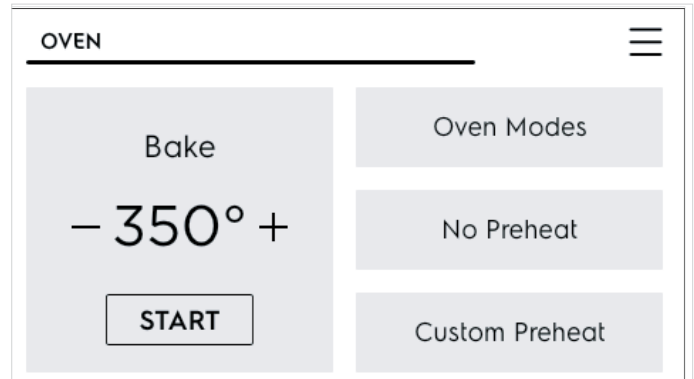 OVEN
Bake
− 350° +
START
Oven Modes
No Preheat
Custom Preheat